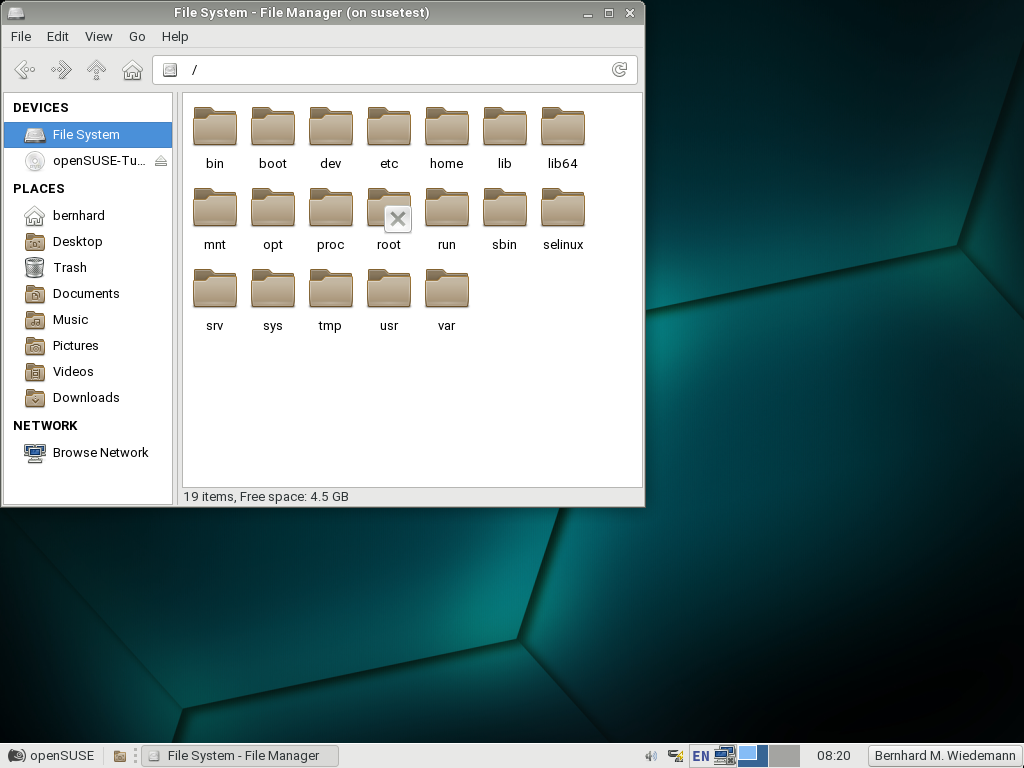 File System - File Manager (on susetest)
File Edit View Go Help
/
DEVICES
File System
openSUSE-Tu...
PLACES
bernhard
Desktop
Trash
Documents
Music
Pictures
Videos
Downloads
NETWORK
Browse Network
bin boot dev etc home lib lib64
mnt opt proc root run sbin selinux
srv sys tmp usr var
19 items, Free space: 4.5 GB
openSUSE File System - File Manager EN 08:20 Bernhard M. Wiedemann